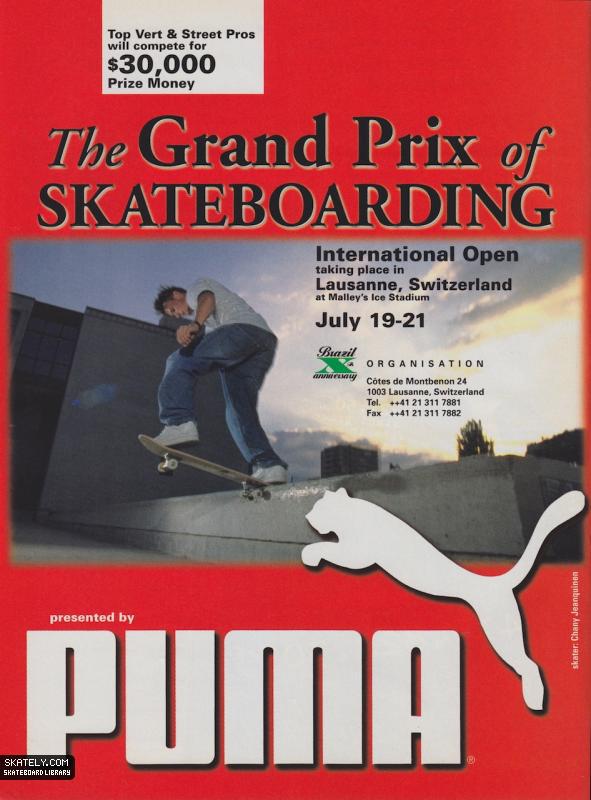 Top Vert & Street Pros
will compete for
$30,000
Prize Money
The Grand Prix of
SKATEBOARDING
International Open
taking place in
Lausanne, Switzerland
at Malley's Ice Stadium
July 19-21
Brazil
X th
anniversary
ORGANISATION
Côtes de Montbenon 24
1003 Lausanne, Switzerland
Tel. ++41 21 311 7881
Fax ++41 21 311 7882
skater: Chany Jeanquinen
presented by
PUMA®
SKATELY.COM
SKATEBOARD LIBRARY